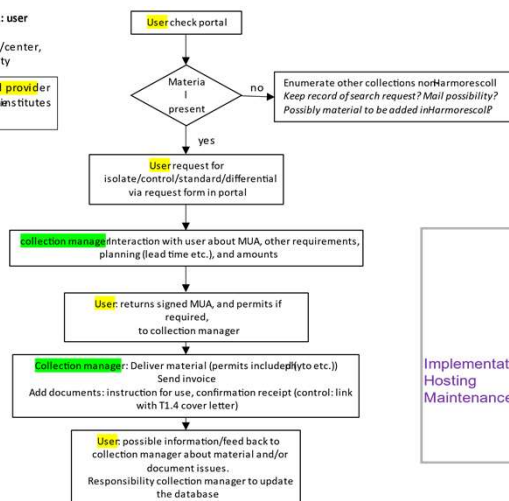 : user
/center,
ty
l provider
institutes
User check portal
Materia
l
present
no
Enumerate other collections nonHarmorescoll
Keep record of search request? Mail possibility?
Possibly material to be added inHarmorescoll?
yes
User request for
isolate/control/standard/differential
via request form in portal
collection manager Interaction with user about MUA, other requirements,
planning (lead time etc.), and amounts
User: returns signed MUA, and permits if
required,
to collection manager
Collection manager: Deliver material (permits included(phyto etc.))
Send invoice
Add documents: instruction for use, confirmation receipt (control: link
with T1.4 cover letter)
User: possible information/feed back to
collection manager about material and/or
document issues.
Responsibility collection manager to update
the database
Implementat
Hosting
Maintenance